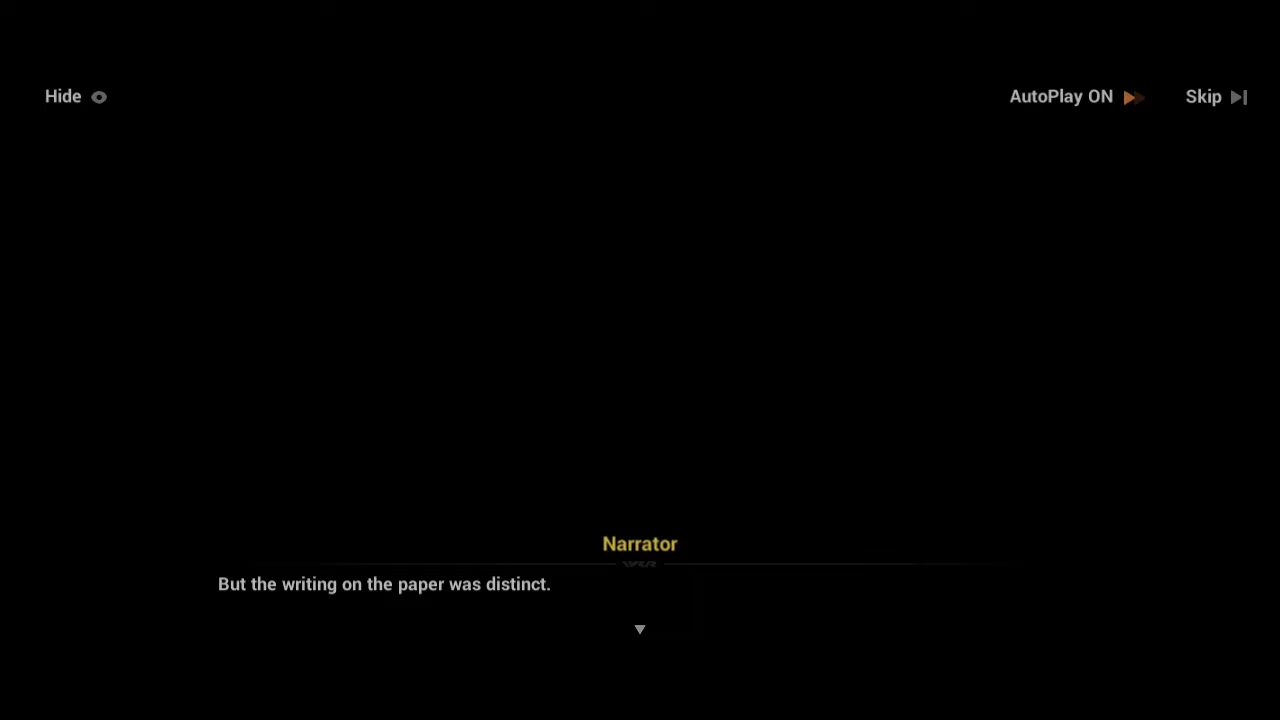 Hide
AutoPlay ON
Skip
Narrator
But the writing on the paper was distinct.